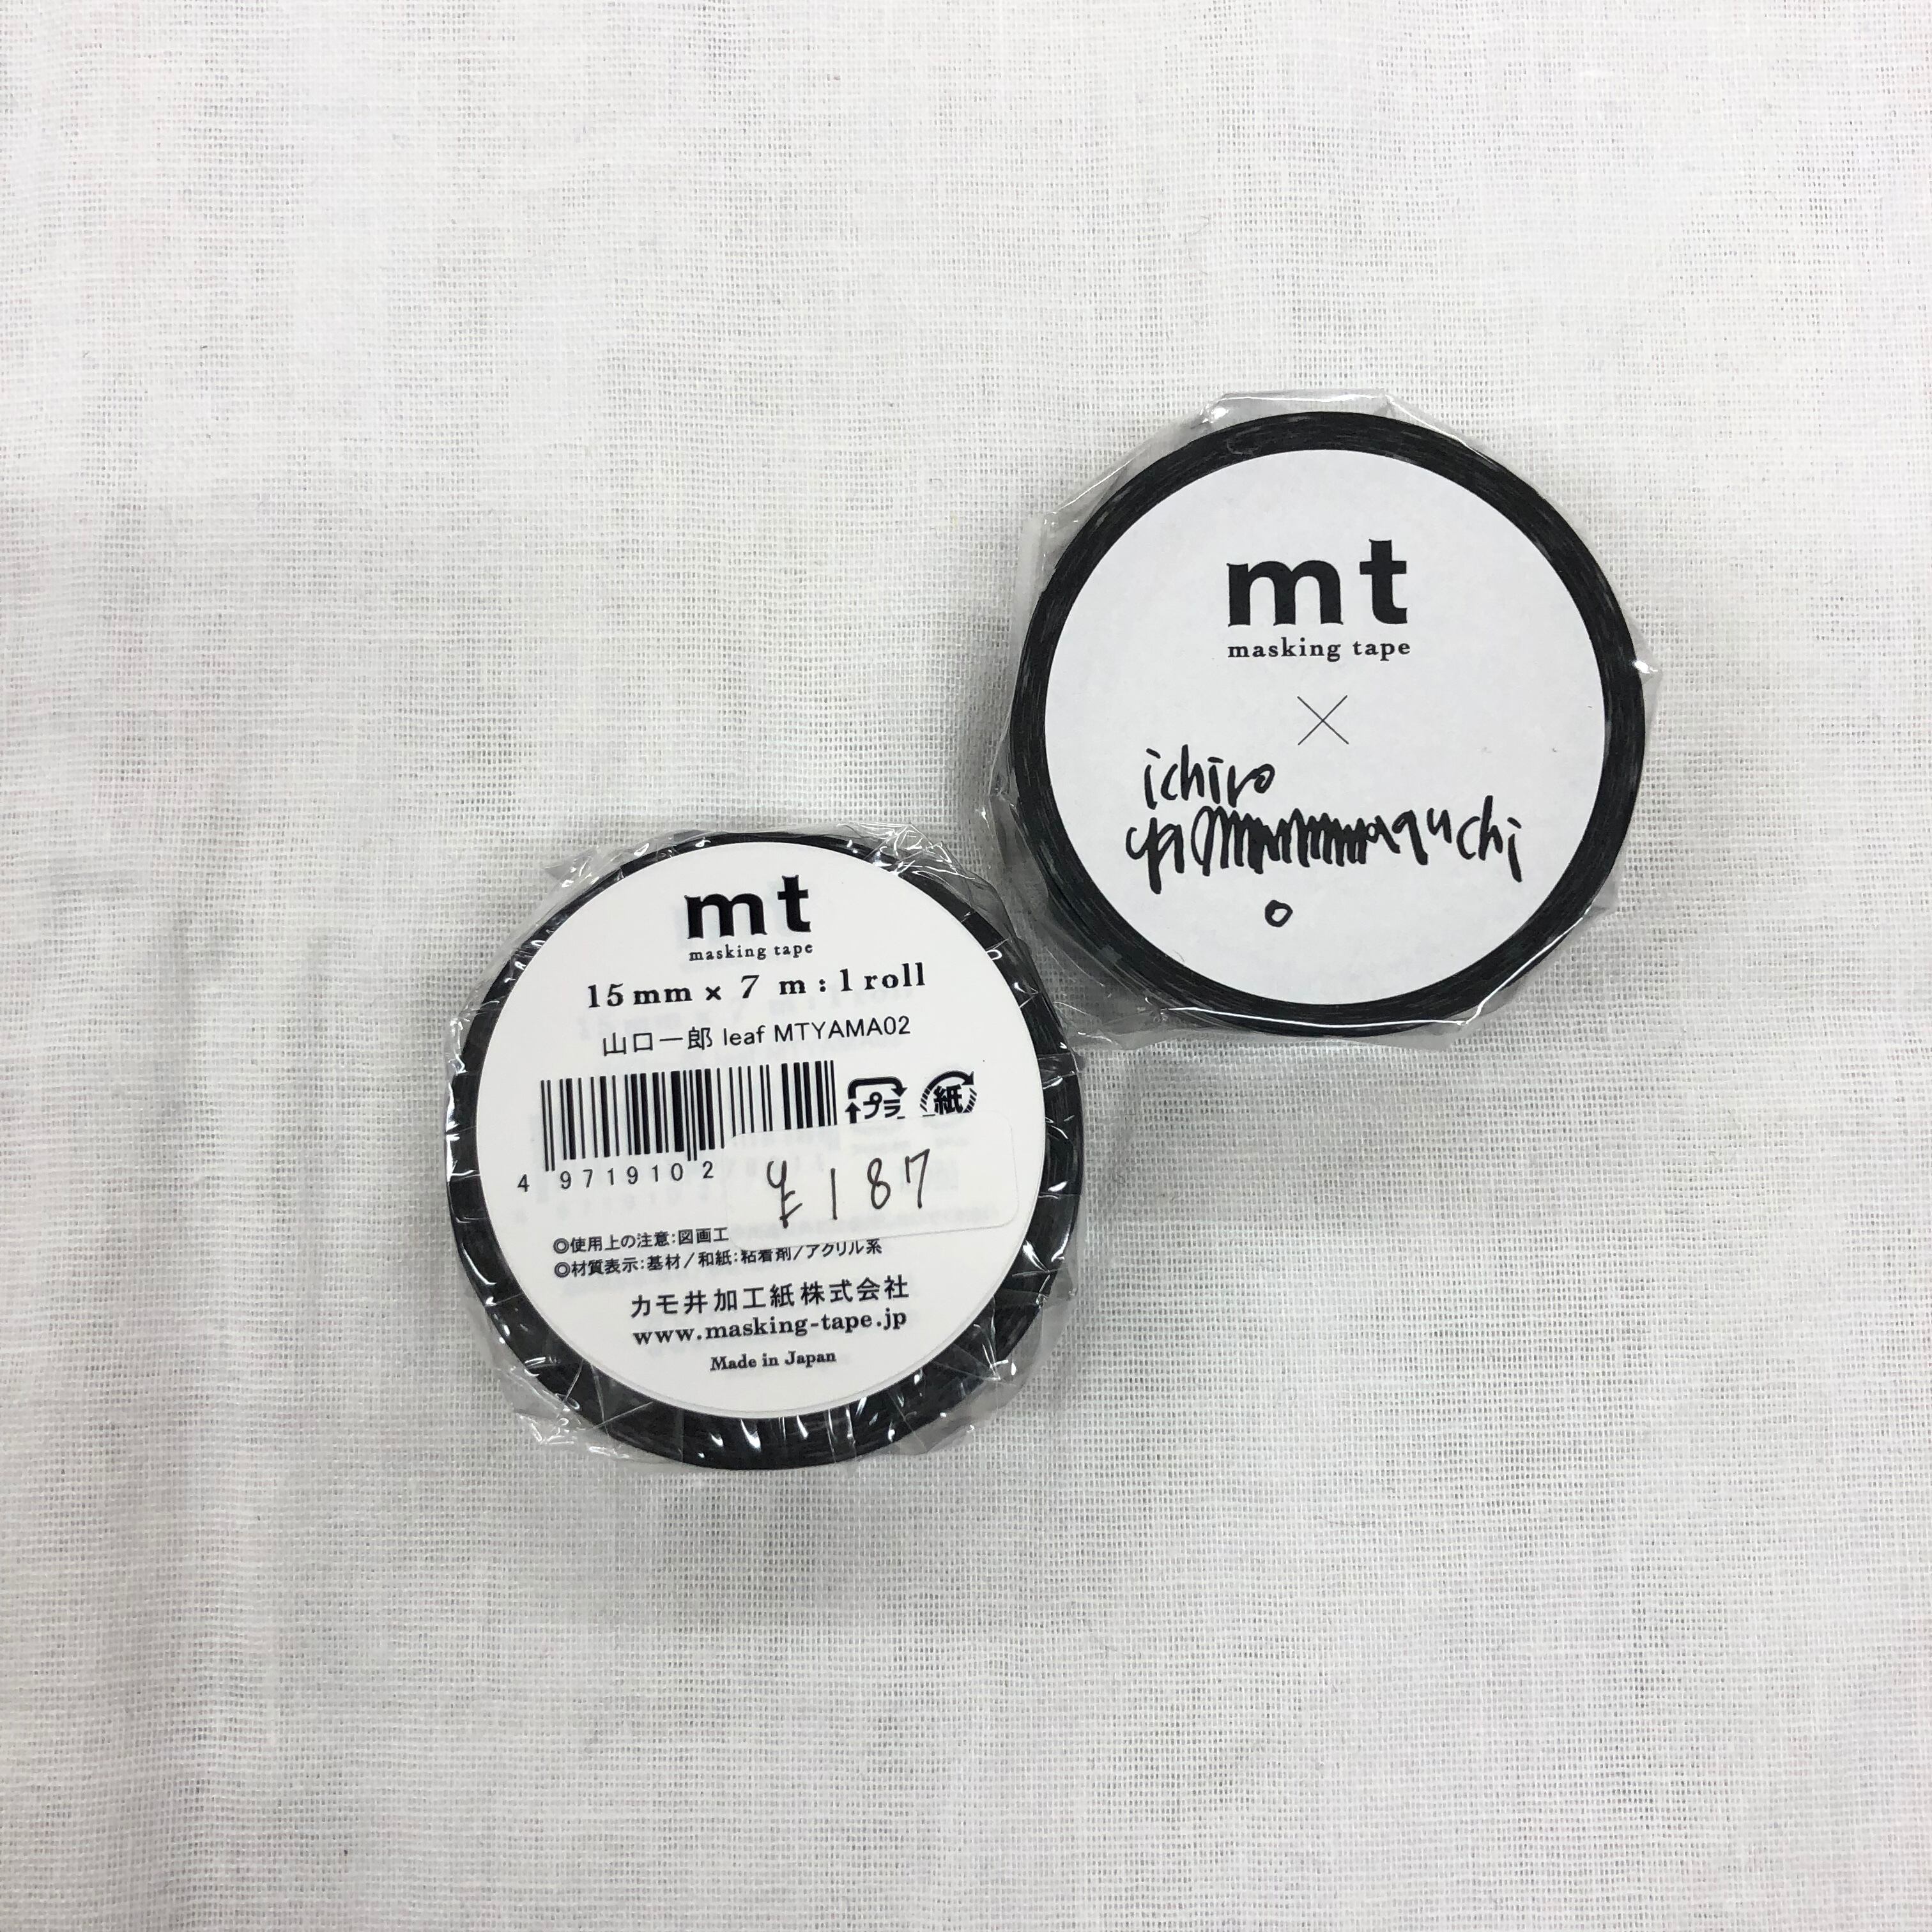 mt
masking tape
15mm × 7 m : 1 roll
山口一郎 leaf MTYAMA02
プラ 紙
4 971910 2
¥187
◎使用上の注意:図画工
◎材質表示:基材/和紙:粘着剤/アクリル系
カモ井加工紙株式会社
www.masking-tape.jp
Made in Japan
mt
masking tape
×
ichiro
yammmmmaguchi